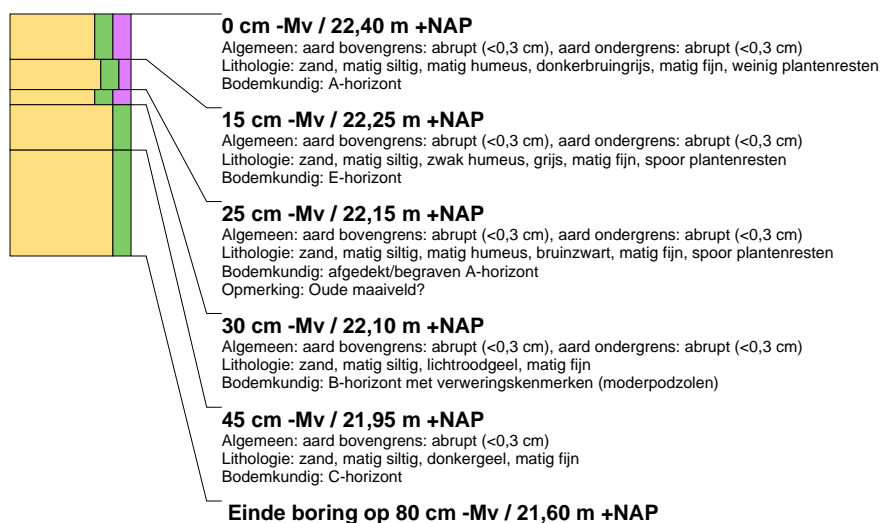 0 cm -Mv / 22,40 m +NAP
Algemeen: aard bovengrens: abrupt (<0,3 cm), aard ondergrens: abrupt (<0,3 cm)
Lithologie: zand, matig siltig, matig humeus, donkerbruingrijs, matig fijn, weinig plantenresten
Bodemkundig: A-horizont
15 cm -Mv / 22,25 m +NAP
Algemeen: aard bovengrens: abrupt (<0,3 cm), aard ondergrens: abrupt (<0,3 cm)
Lithologie: zand, matig siltig, zwak humeus, grijs, matig fijn, spoor plantenresten
Bodemkundig: E-horizont
25 cm -Mv / 22,15 m +NAP
Algemeen: aard bovengrens: abrupt (<0,3 cm), aard ondergrens: abrupt (<0,3 cm)
Lithologie: zand, matig siltig, matig humeus, bruinzwart, matig fijn, spoor plantenresten
Bodemkundig: afgedekt/begraven A-horizont
Opmerking: Oude maaiveld?
30 cm -Mv / 22,10 m +NAP
Algemeen: aard bovengrens: abrupt (<0,3 cm), aard ondergrens: abrupt (<0,3 cm)
Lithologie: zand, matig siltig, lichtroodgeel, matig fijn
Bodemkundig: B-horizont met verweringskenmerken (moderpodzolen)
45 cm -Mv / 21,95 m +NAP
Algemeen: aard bovengrens: abrupt (<0,3 cm)
Lithologie: zand, matig siltig, donkergeel, matig fijn
Bodemkundig: C-horizont
Einde boring op 80 cm -Mv / 21,60 m +NAP